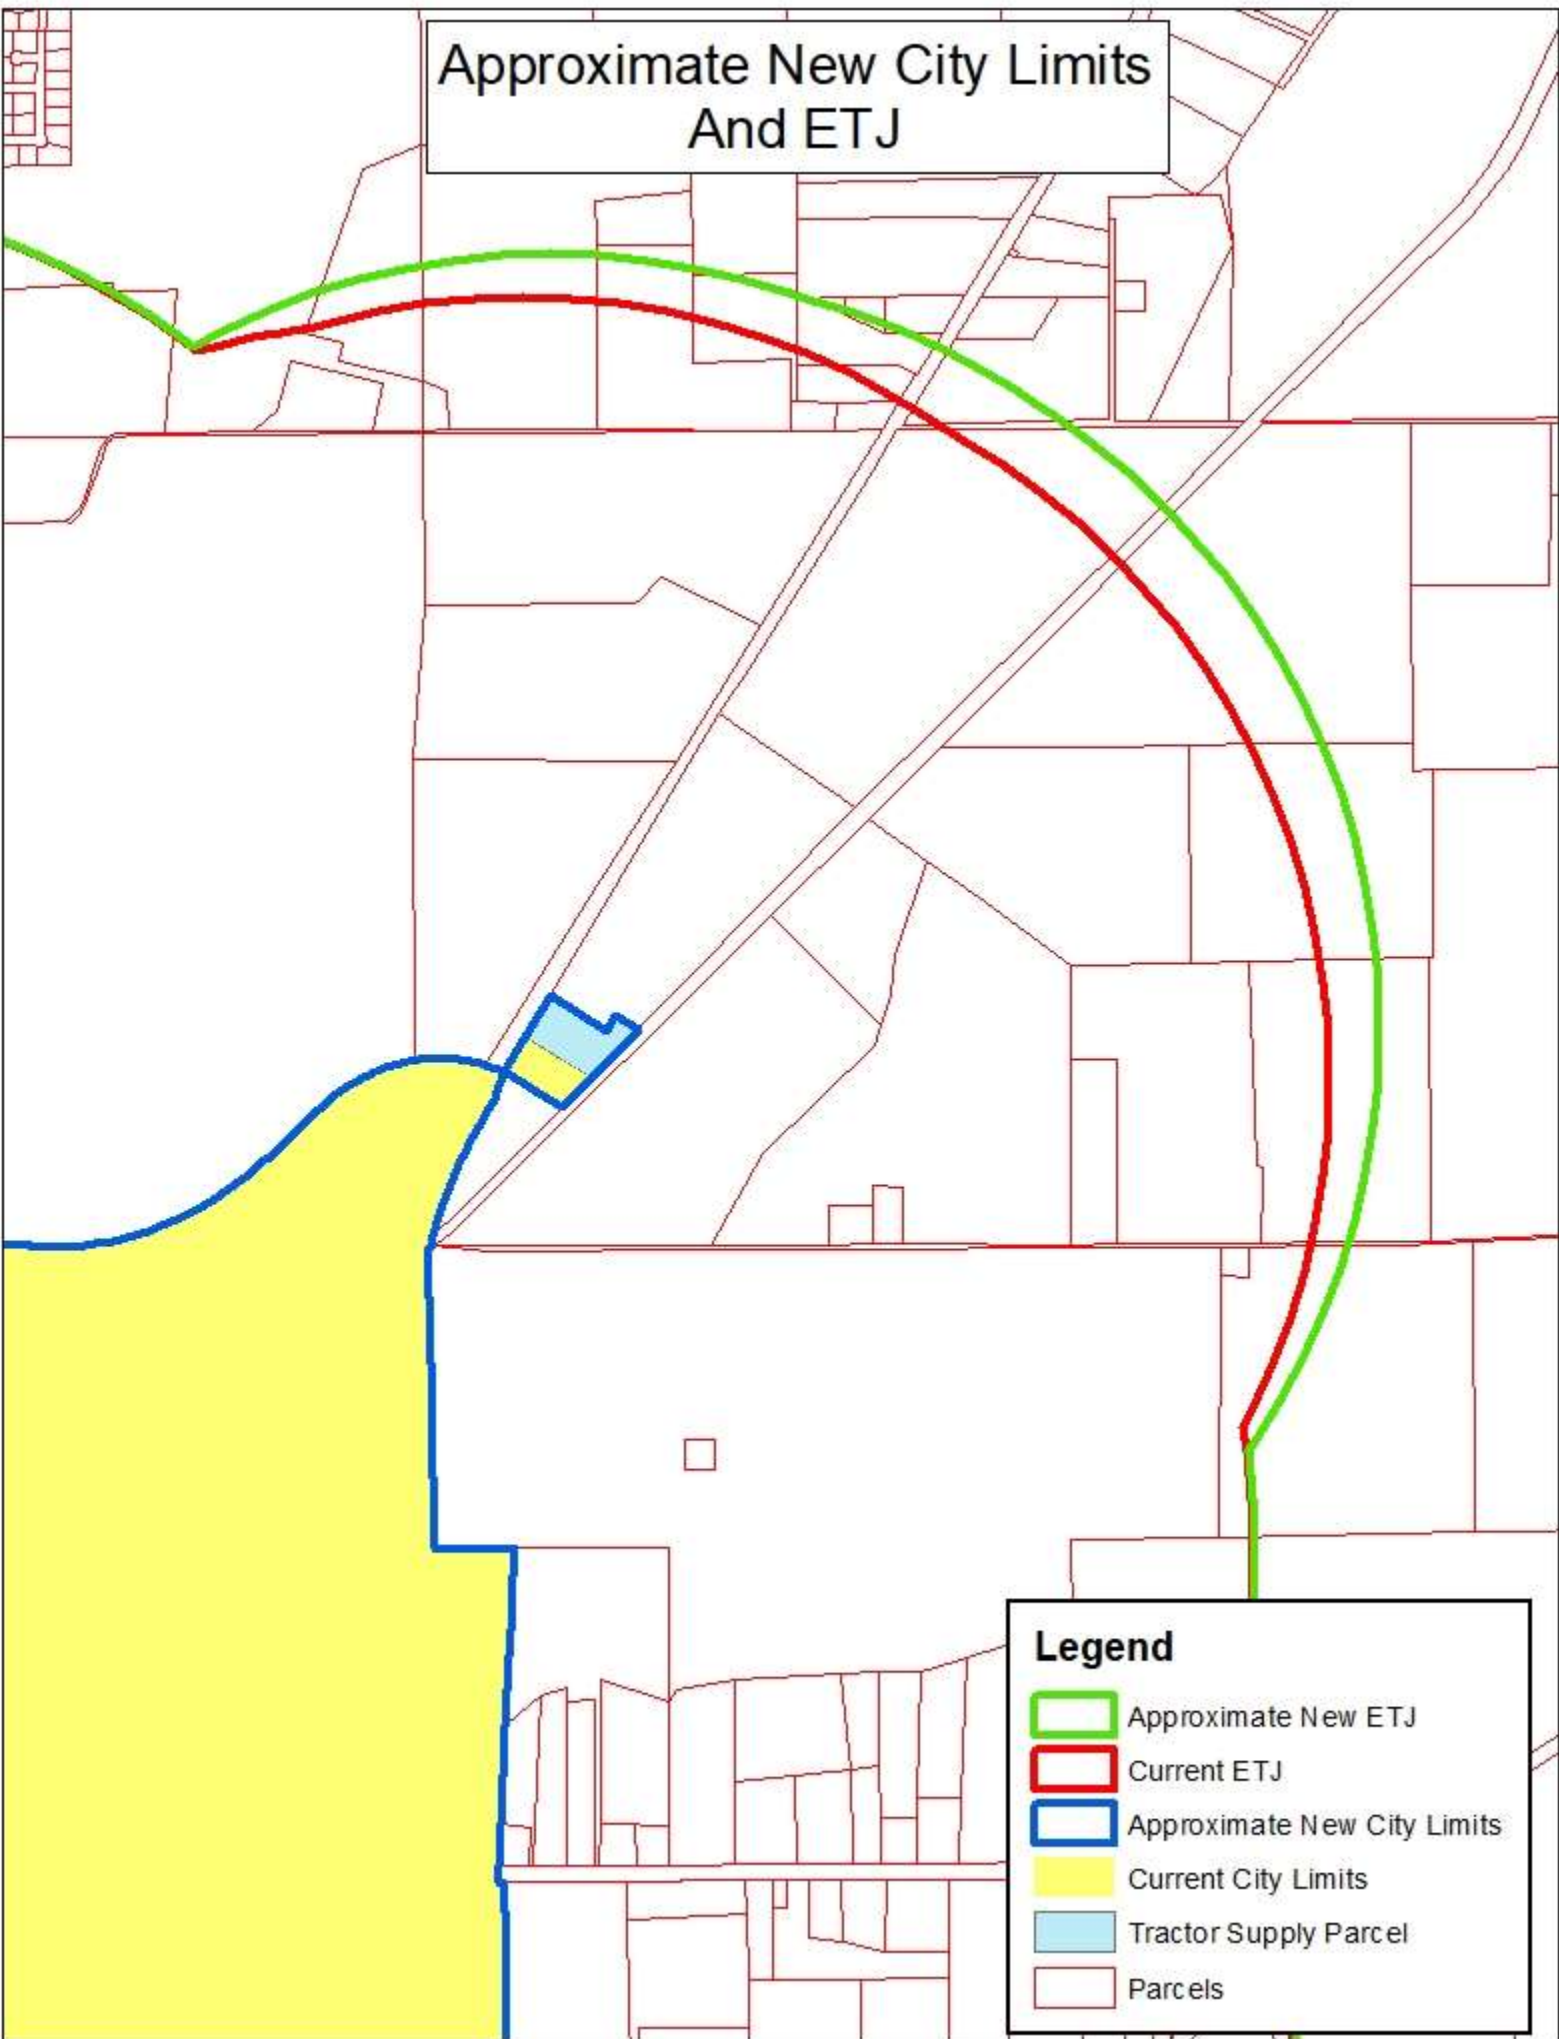 Approximate New City Limits
And ETJ
Legend
Approximate New ETJ
Current ETJ
Approximate New City Limits
Current City Limits
Tractor Supply Parcel
Parcels